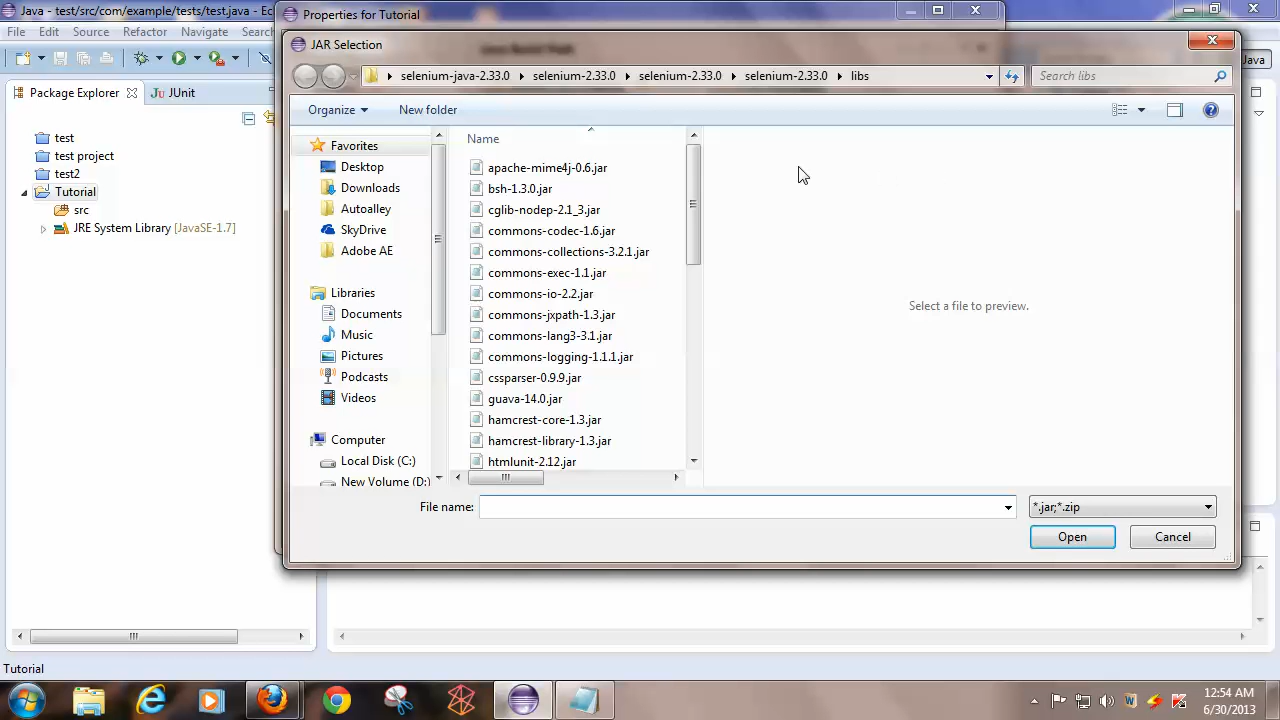 Java - test/src/com/example/tests/test.java - Eclipse
Properties for Tutorial
File Edit Source Refactor Navigate Search
JAR Selection
Java
selenium-java-2.33.0 selenium-2.33.0 selenium-2.33.0 selenium-2.33.0 libs
Search libs
Package Explorer JUnit
Organize New folder
test
test project
test2
Tutorial
src
JRE System Library [JavaSE-1.7]
Favorites
Desktop
Downloads
Autoalley
SkyDrive
Adobe AE
Libraries
Documents
Music
Pictures
Podcasts
Videos
Computer
Local Disk (C:)
New Volume (D:)
Name
apache-mime4j-0.6.jar
bsh-1.3.0.jar
cglib-nodep-2.1_3.jar
commons-codec-1.6.jar
commons-collections-3.2.1.jar
commons-exec-1.1.jar
commons-io-2.2.jar
commons-jxpath-1.3.jar
commons-lang3-3.1.jar
commons-logging-1.1.1.jar
cssparser-0.9.9.jar
guava-14.0.jar
hamcrest-core-1.3.jar
hamcrest-library-1.3.jar
htmlunit-2.12.jar
Select a file to preview.
File name:
*.jar;*.zip
Open Cancel
Tutorial
12:54 AM
6/30/2013